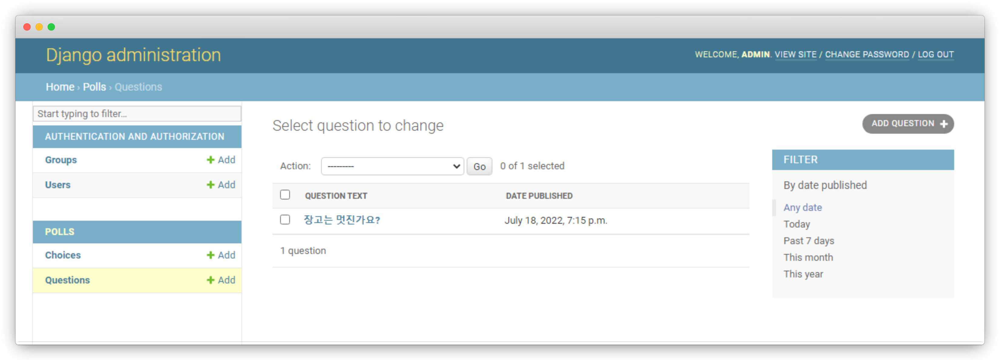 Django administration
WELCOME, ADMIN. VIEW SITE / CHANGE PASSWORD / LOG OUT
Home › Polls › Questions
Start typing to filter...
AUTHENTICATION AND AUTHORIZATION
Groups + Add
Users + Add
POLLS
Choices + Add
Questions + Add
Select question to change
ADD QUESTION +
Action: --------- Go 0 of 1 selected
QUESTION TEXT DATE PUBLISHED
장고는 멋진가요? July 18, 2022, 7:15 p.m.
1 question
FILTER
By date published
Any date
Today
Past 7 days
This month
This year